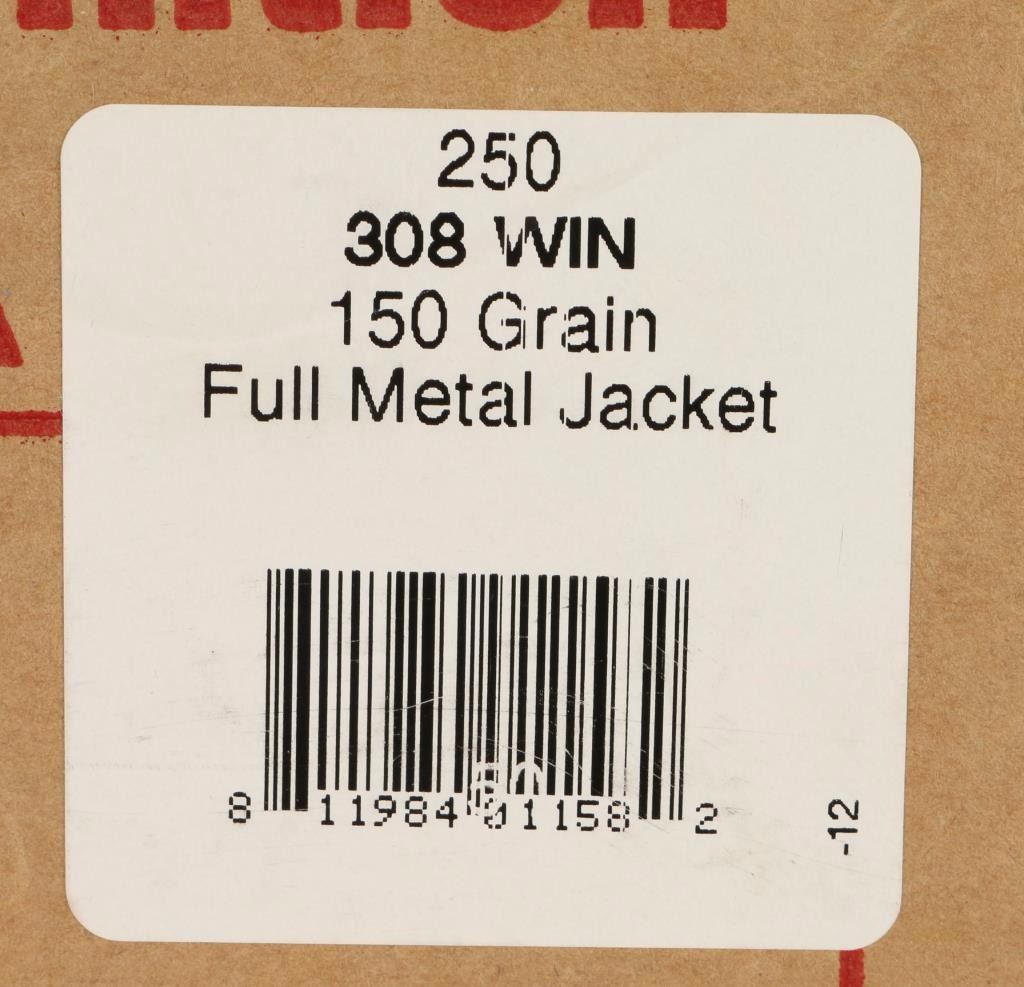 250
308 WIN
150 Grain
Full Metal Jacket
8 11984 01158 2
-12